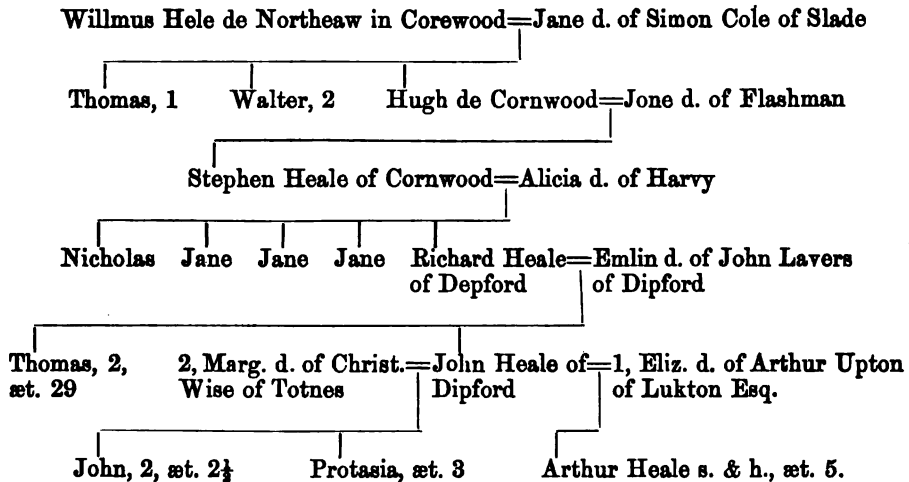 Willmus Hele de Northeaw in Corewood=Jane d. of Simon Cole of Slade
Thomas, 1 Walter, 2 Hugh de Cornwood=Jone d. of Flashman
Stephen Heale of Cornwood=Alicia d. of Harvy
Nicholas Jane Jane Jane Richard Heale=Emlin d. of John Lavers
of Depford of Dipford
Thomas, 2, 2, Marg. d. of Christ.=John Heale of=1, Eliz. d. of Arthur Upton
æt. 29 Wise of Totnes Dipford of Lukton Esq.
John, 2, æt. 2½ Protasia, æt. 3 Arthur Heale s. & h., æt. 5.